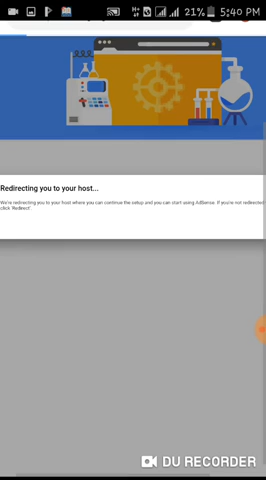 21% 5:40 PM
Redirecting you to your host...
We're redirecting you to your host where you can continue the setup and you can start using AdSense. If you're not redirected
click 'Redirect'.
DU RECORDER